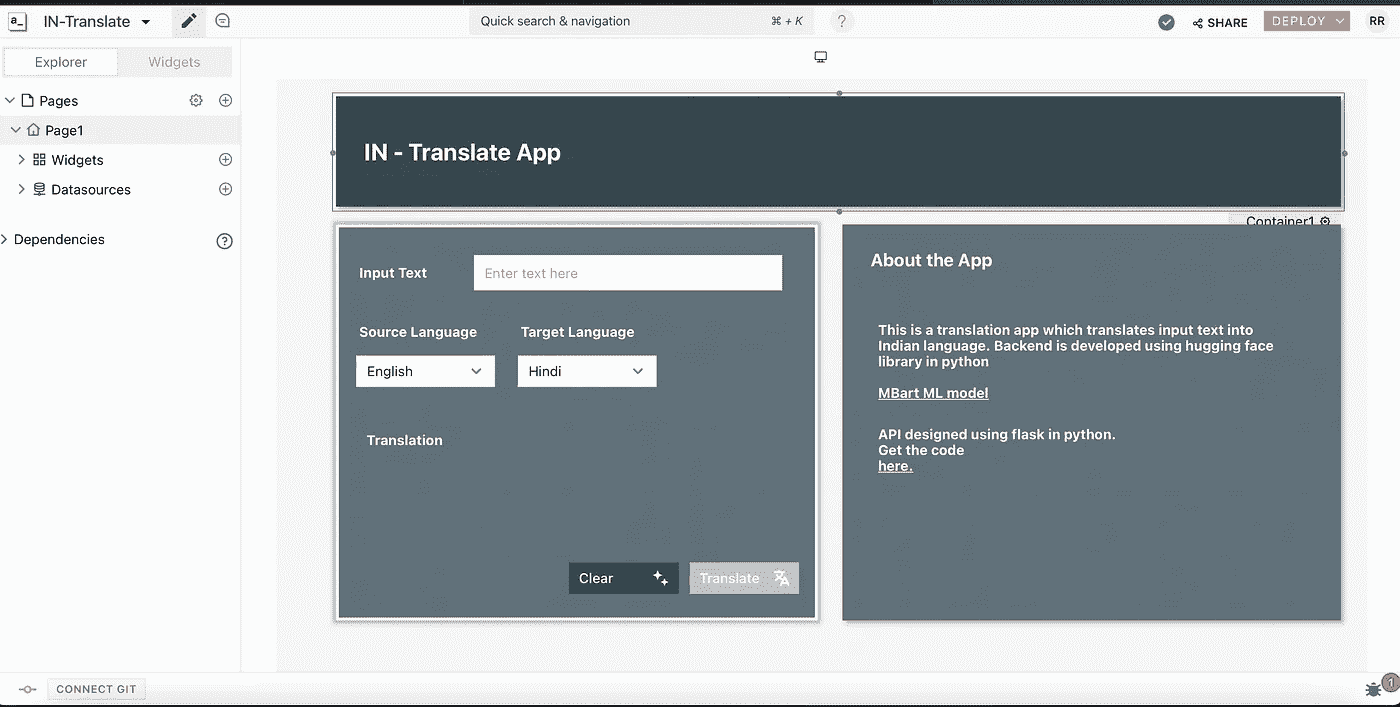 a_ IN-Translate Quick search & navigation ⌘ + K ? SHARE DEPLOY RR
Explorer Widgets
Pages
Page1
Widgets
Datasources
Dependencies ?
IN - Translate App
Container1
Input Text Enter text here
Source Language Target Language
English Hindi
Translation
Clear Translate
About the App
This is a translation app which translates input text into
Indian language. Backend is developed using hugging face
library in python
MBart ML model
API designed using flask in python.
Get the code
here.
CONNECT GIT 1